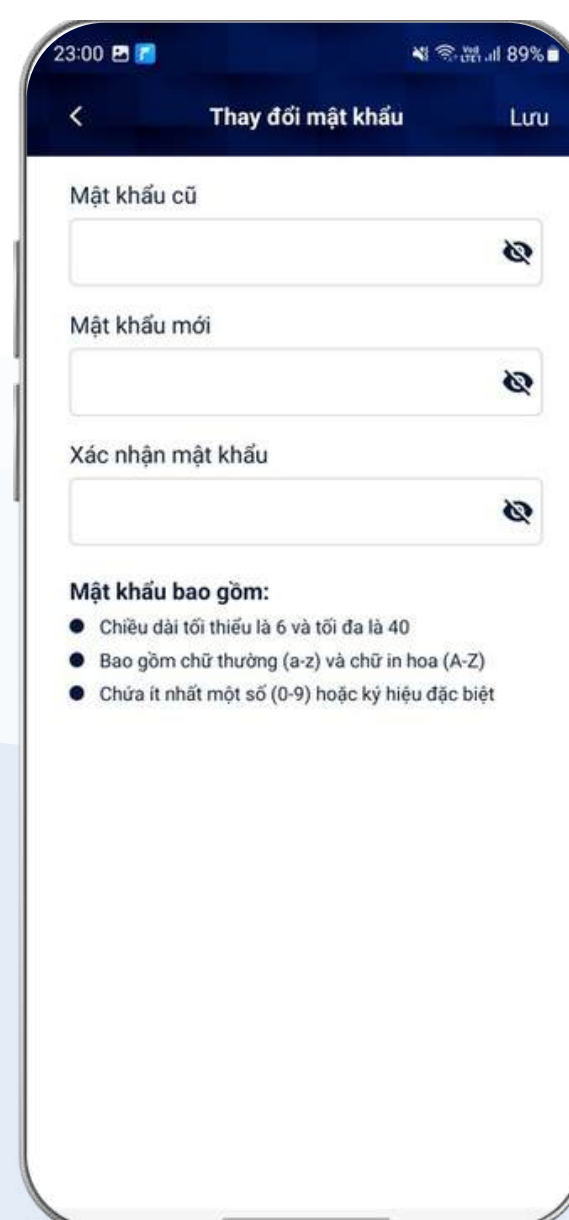 23:00 89%
Thay đổi mật khẩu Lưu
Mật khẩu cũ
Mật khẩu mới
Xác nhận mật khẩu
Mật khẩu bao gồm:
Chiều dài tối thiểu là 6 và tối đa là 40
Bao gồm chữ thường (a-z) và chữ in hoa (A-Z)
Chứa ít nhất một số (0-9) hoặc ký hiệu đặc biệt